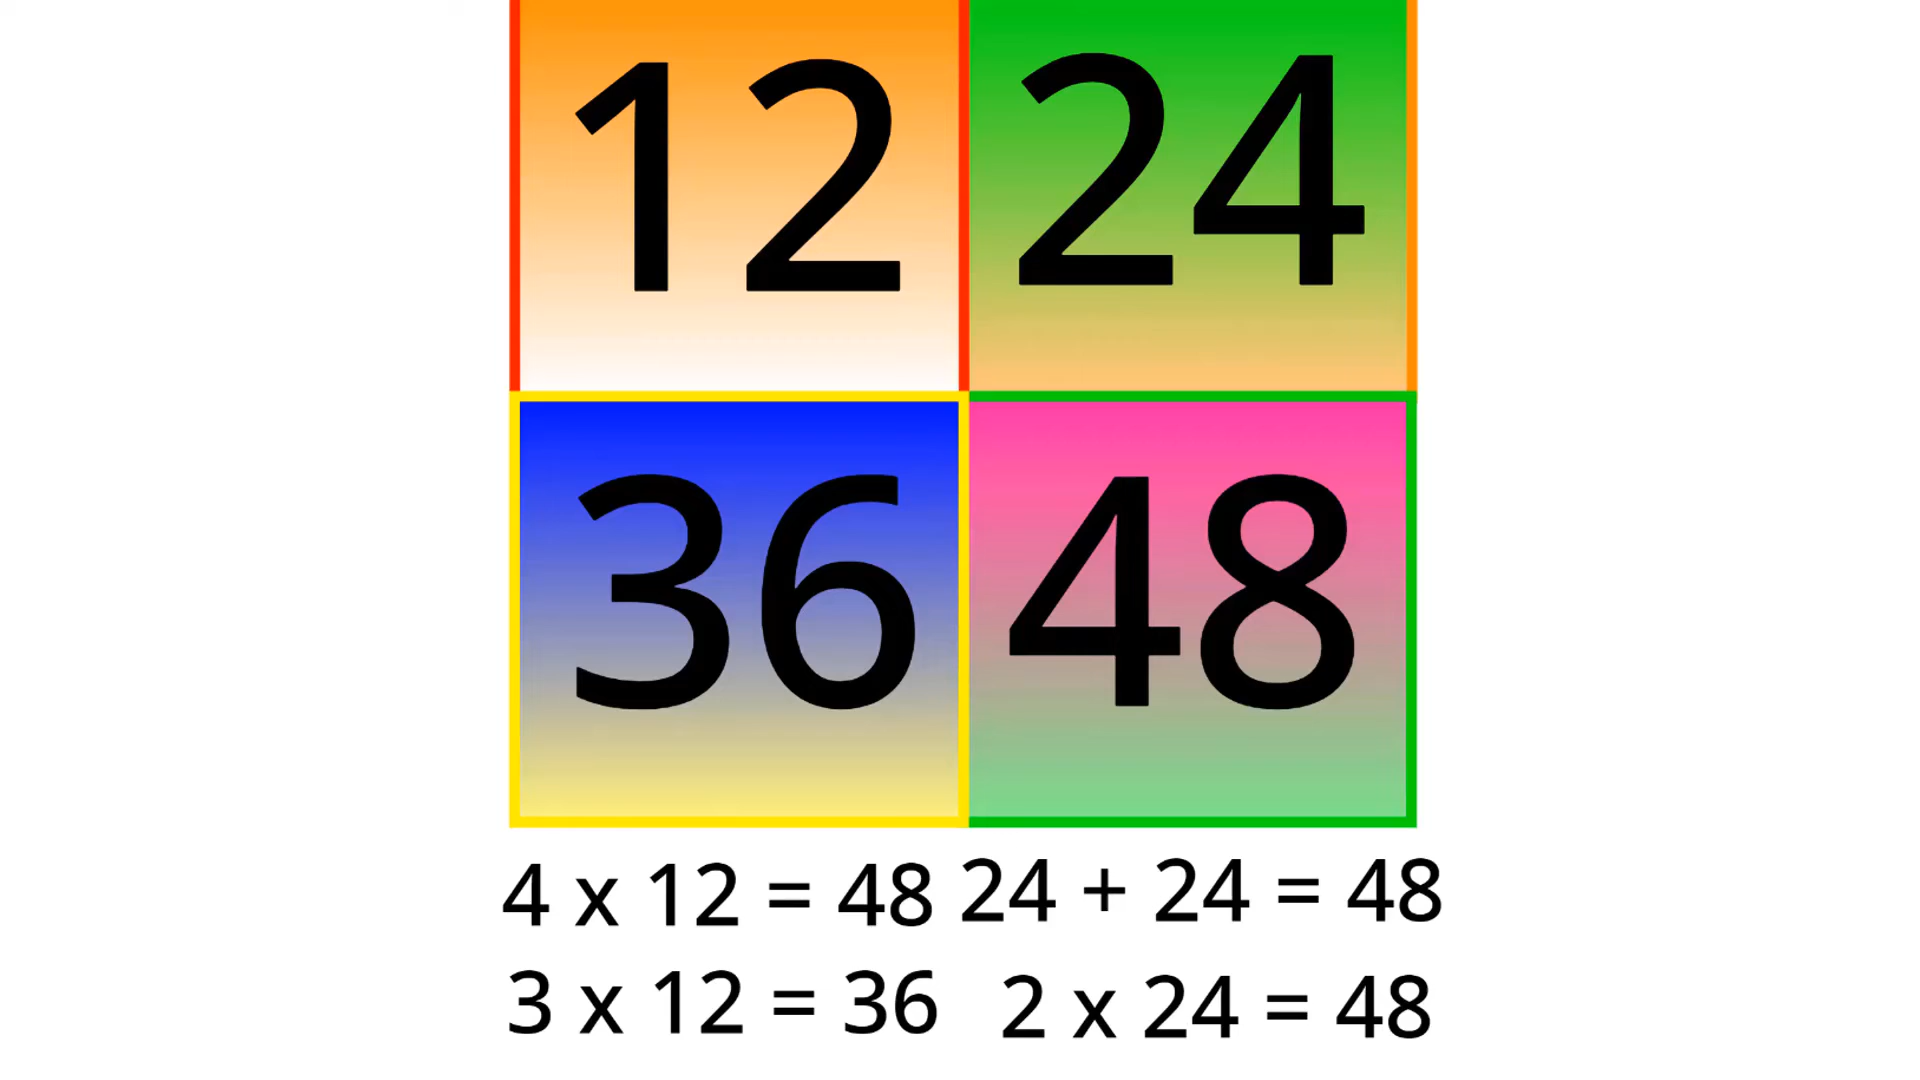 12 24
36 48
4 x 12 = 48 24 + 24 = 48
3 x 12 = 36 2 x 24 = 48